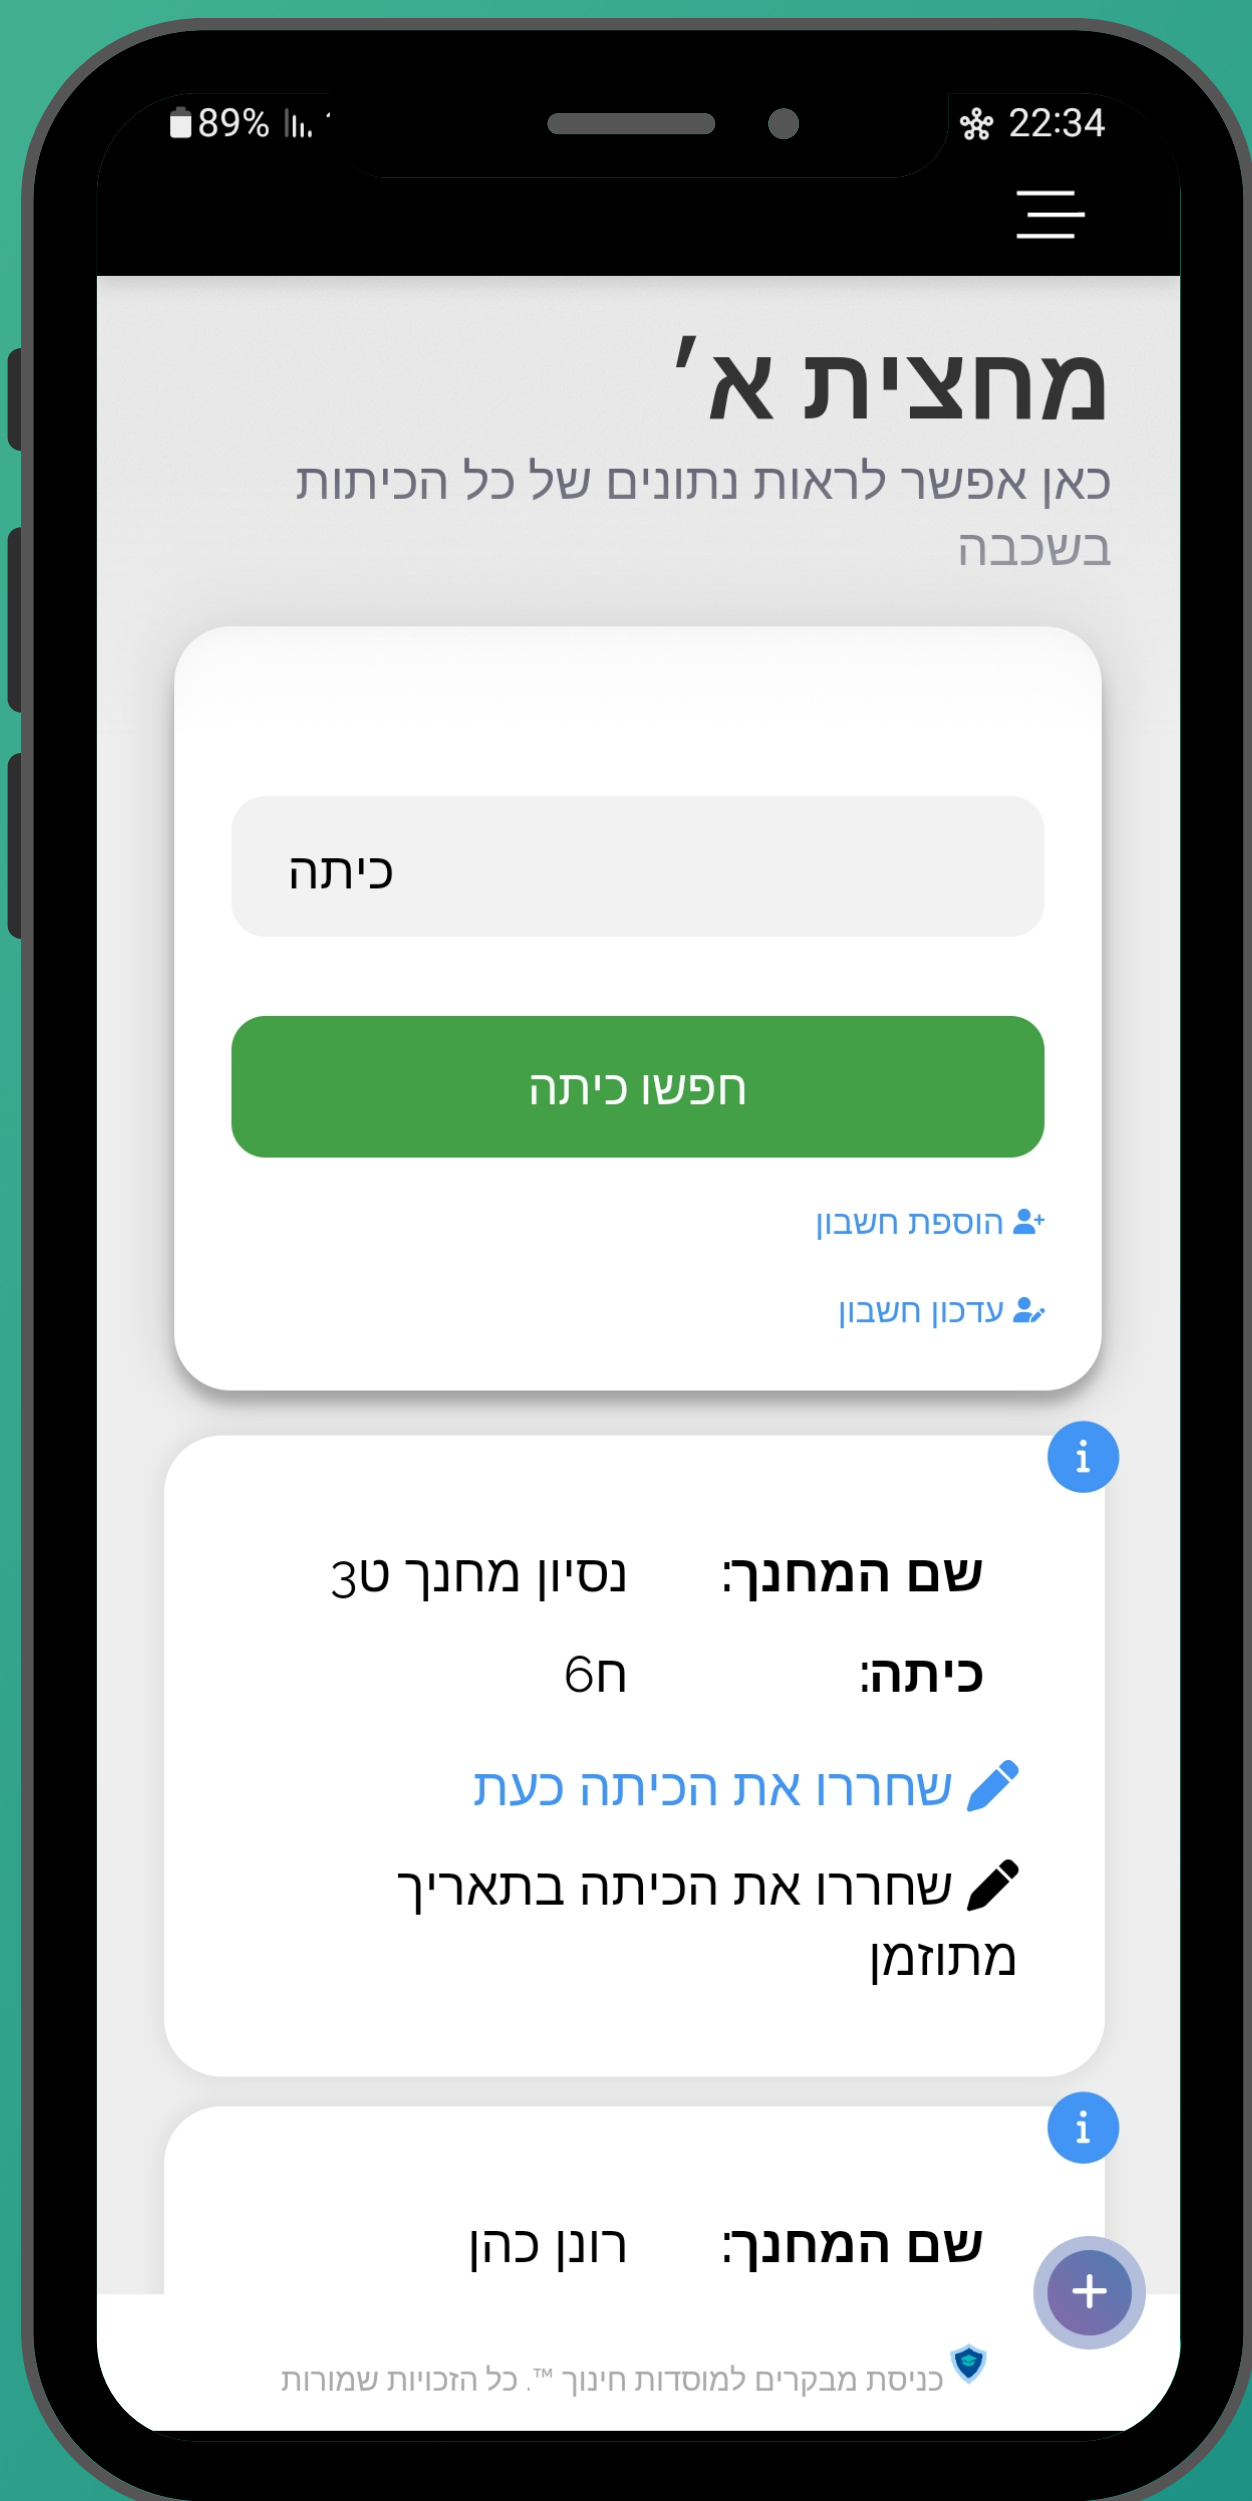 89%
22:34
מחצית א׳
כאן אפשר לראות נתונים של כל הכיתות
בשכבה
כיתה
חפשו כיתה
הוספת חשבון
עדכון חשבון
שם המחנך: נסיון מחנך ט3
כיתה: ח6
שחררו את הכיתה כעת
שחררו את הכיתה בתאריך
מתוזמן
שם המחנך: רונן כהן
כניסת מבקרים למוסדות חינוך ™. כל הזכויות שמורות